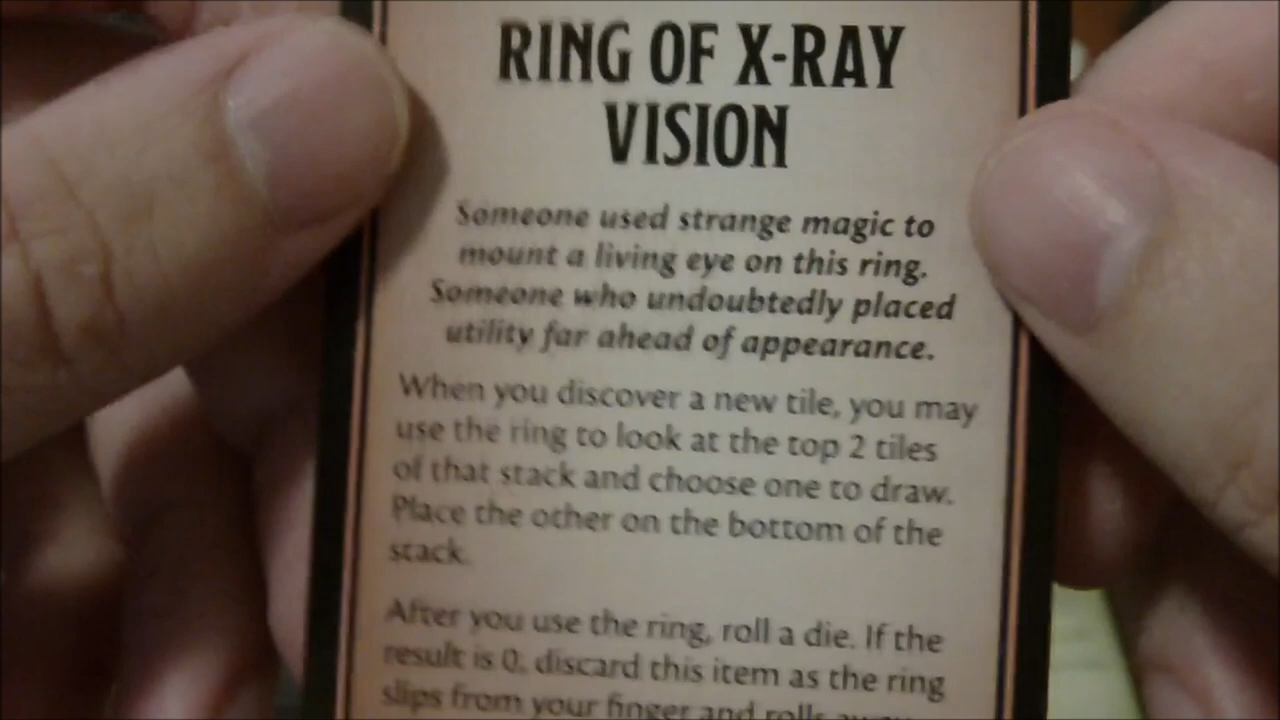 RING OF X-RAY
VISION
Someone used strange magic to
mount a living eye on this ring.
Someone who undoubtedly placed
utility far ahead of appearance.
When you discover a new tile, you may
use the ring to look at the top 2 tiles
of that stack and choose one to draw.
Place the other on the bottom of the
stack.
After you use the ring, roll a die. If the
result is 0, discard this item as the ring
slips from your finger and rolls away